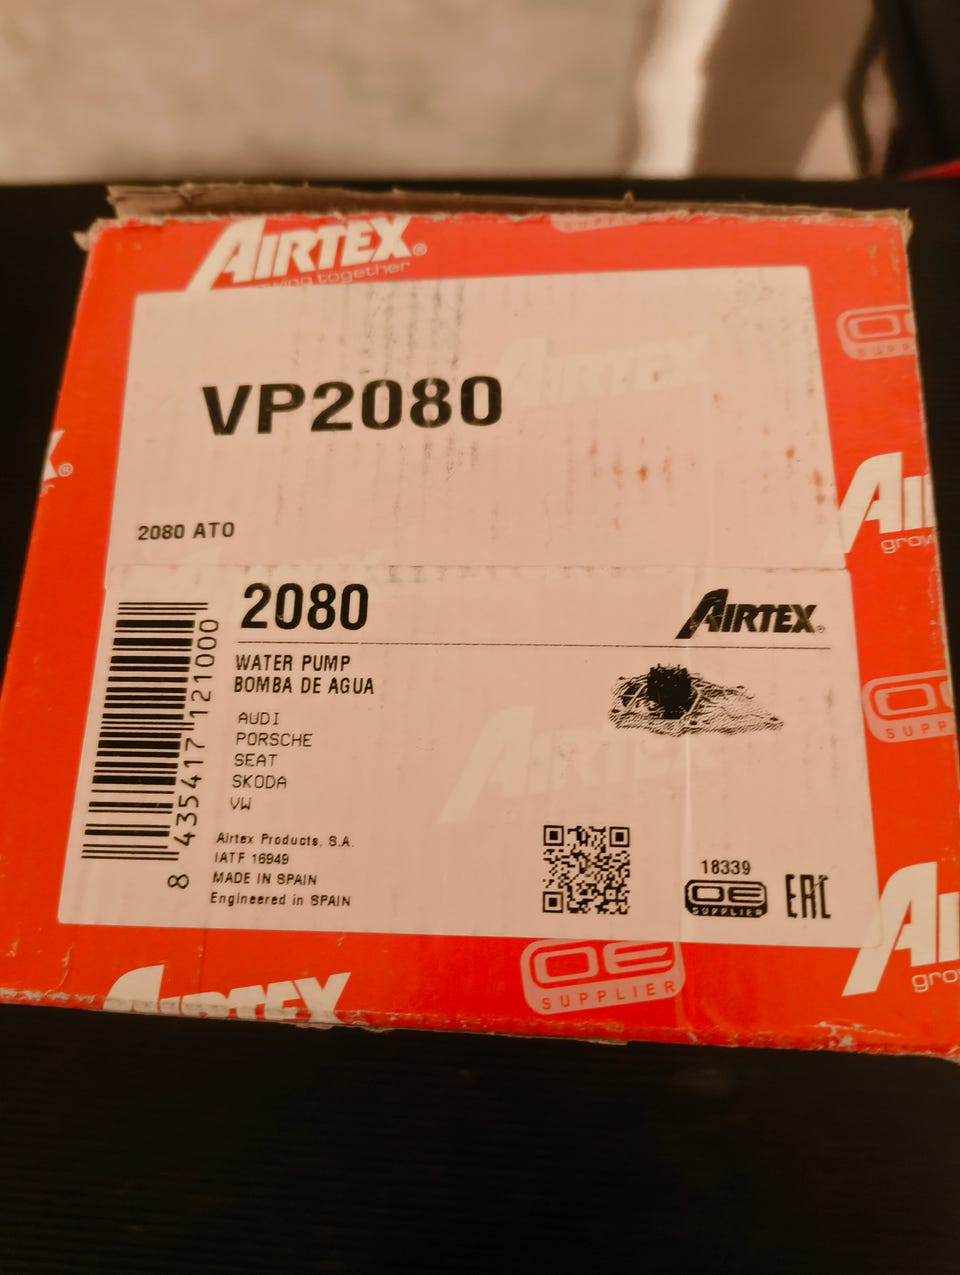 AIRTEX®
together
VP2080
2080 ATO
2080
AIRTEX®
WATER PUMP
BOMBA DE AGUA
AUDI
PORSCHE
SEAT
SKODA
VW
Airtex Products, S.A.
IATF 16949
MADE IN SPAIN
Engineered in SPAIN
8 435417 121000
18339
OE
SUPPLIER
EAC
OE
SUPPLIER
AIRTEX